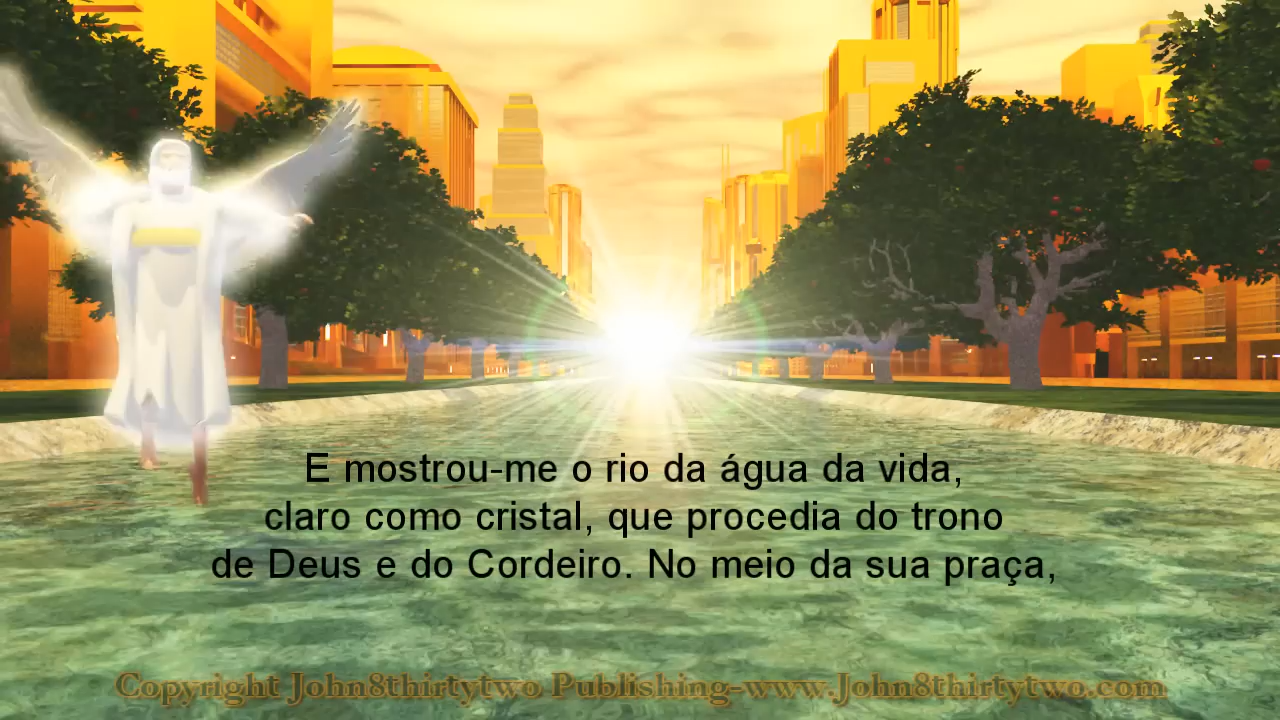 E mostrou-me o rio da água da vida,
claro como cristal, que procedia do trono
de Deus e do Cordeiro. No meio da sua praça,
Copyright John8thirtytwo Publishing-www.John8thirtytwo.com